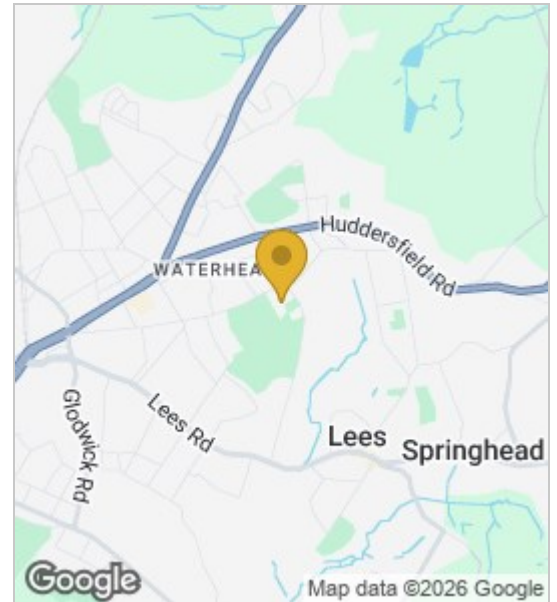 Huddersfield Rd
WATERHEA
Lees Rd
Glodwick Rd
Lees
Springhead
Google
Map data ©2026 Google